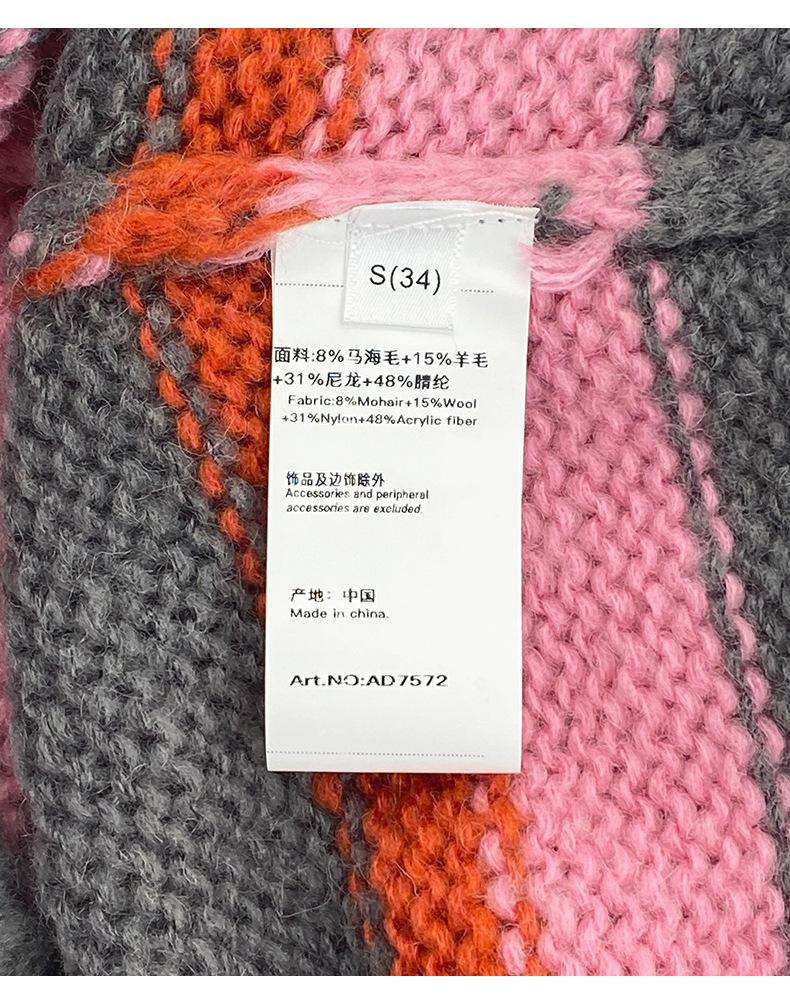 S(34)
面料:8%马海毛+15%羊毛
+31%尼龙+48%腈纶
Fabric:8%Mohair+15%Wool
+31%Nylon+48%Acrylic fiber
饰品及边饰除外
Accessories and peripheral
accessories are excluded.
产地：中国
Made in china.
Art.NO:AD7572